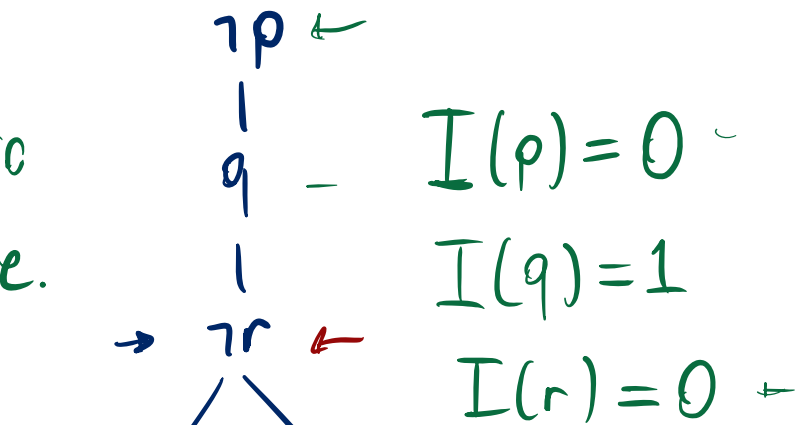 ¬p
I(p) = 0
q
I(q) = 1
e.
¬r
I(r) = 0